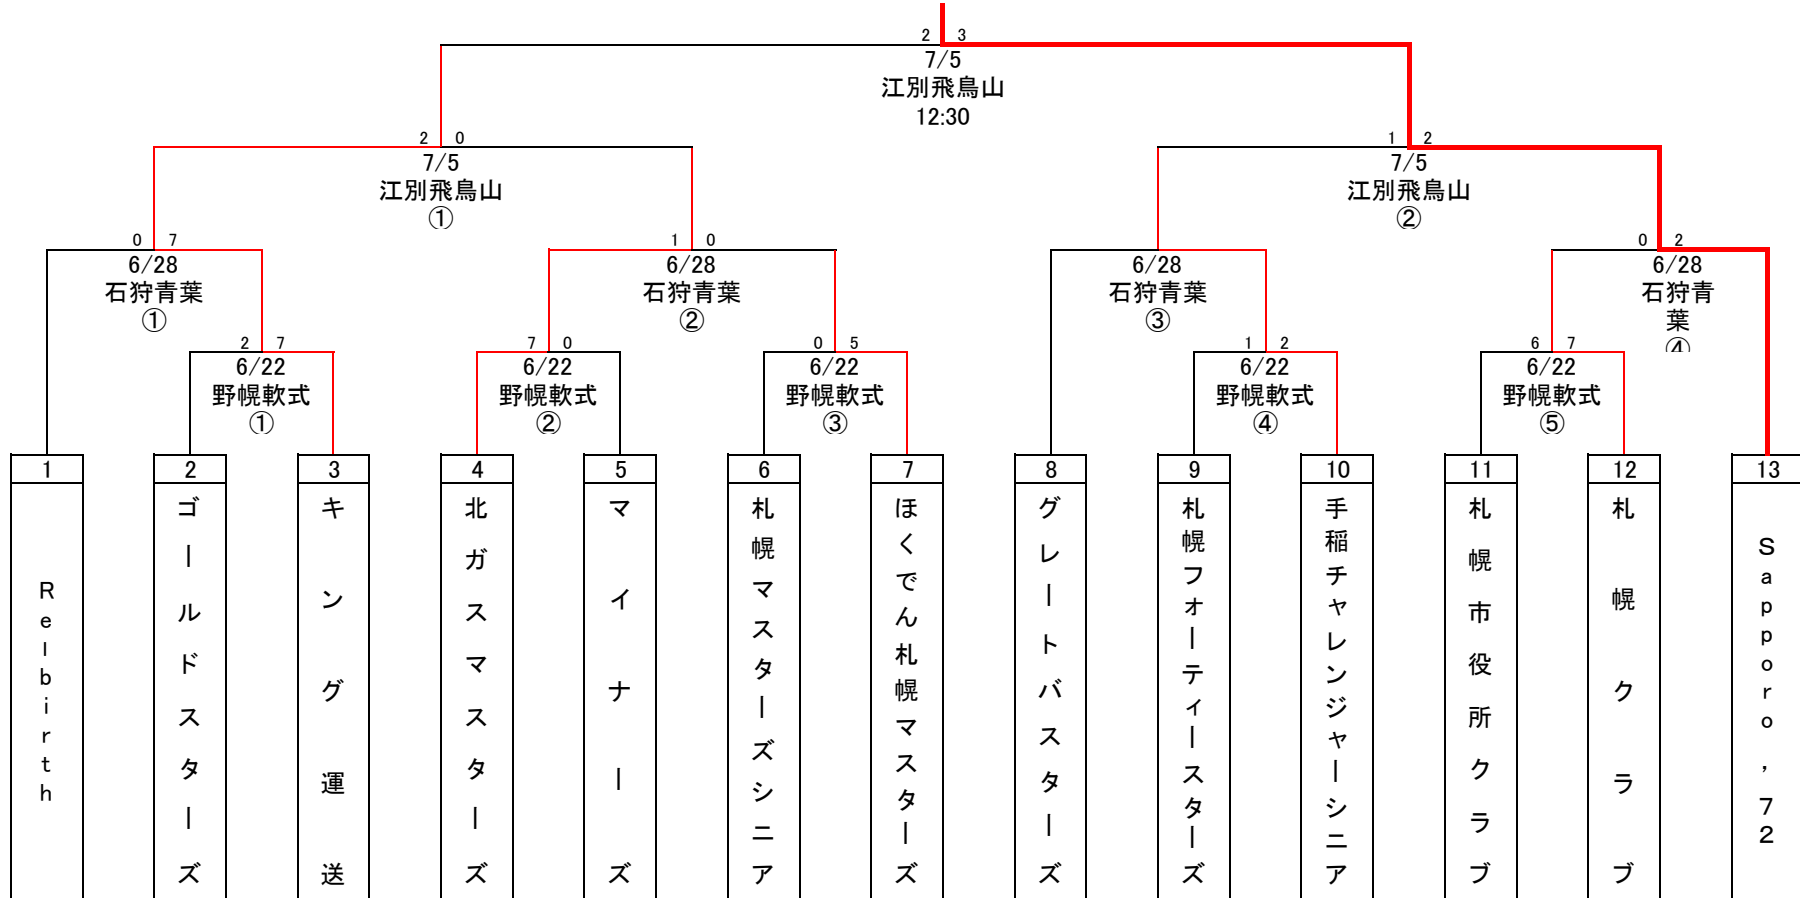 2 3
7/5
江別飛鳥山
12:30
2 0
7/5
江別飛鳥山
①
1 2
7/5
江別飛鳥山
②
0 7
6/28
石狩青葉
①
1 0
6/28
石狩青葉
②
6/28
石狩青葉
③
0 2
6/28
石狩青
葉
④
2 7
6/22
野幌軟式
①
7 0
6/22
野幌軟式
②
0 5
6/22
野幌軟式
③
1 2
6/22
野幌軟式
④
6 7
6/22
野幌軟式
⑤
1
Relbirth
2
ゴールドスターズ
3
キング運送
4
北ガスマスターズ
5
マイナーズ
6
札幌マスターズシニア
7
ほくでん札幌マスターズ
8
グレートバスターズ
9
札幌フォーティースターズ
10
手稲チャレンジャーシニア
11
札幌市役所クラブ
12
札幌クラブ
13
Sapporo,72